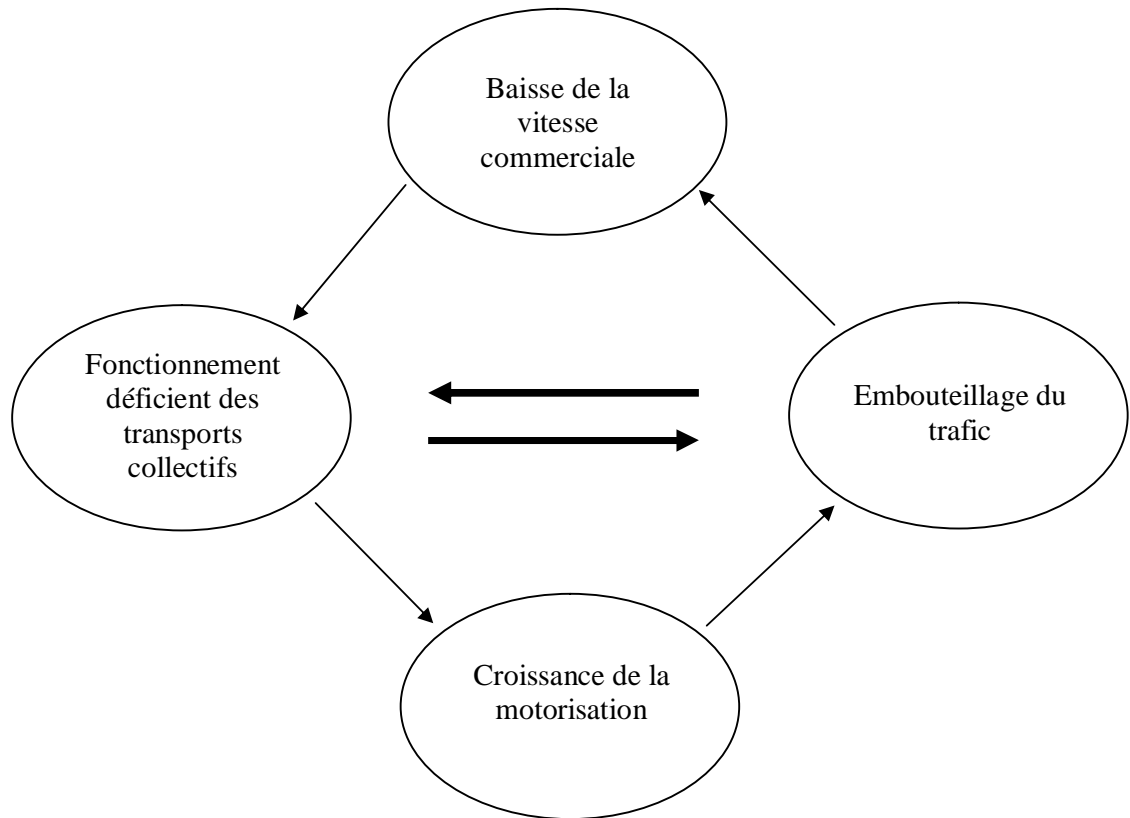 Baisse de la
vitesse
commerciale
Fonctionnement
déficient des
transports
collectifs
Embouteillage du
trafic
Croissance de la
motorisation